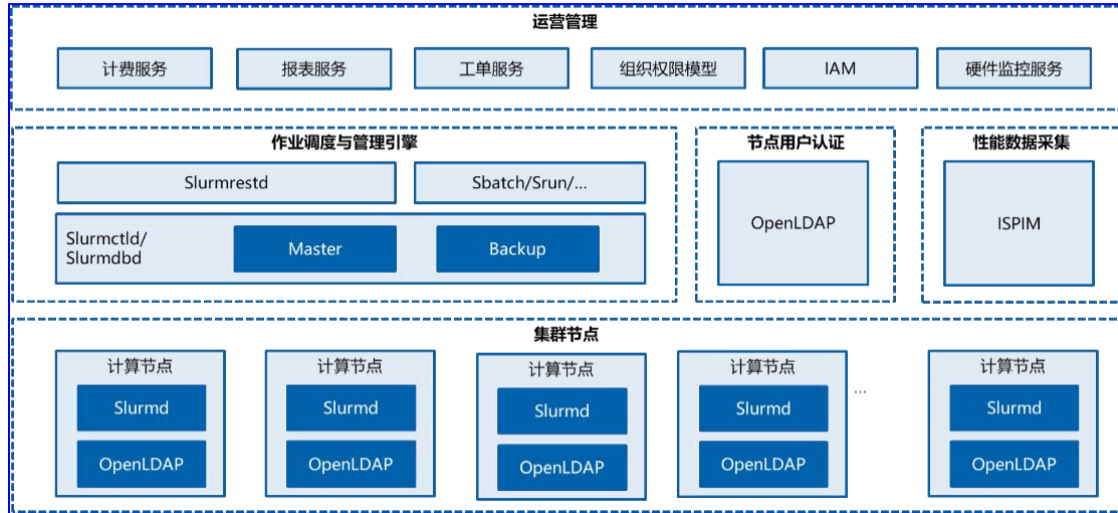 运营管理
计费服务
报表服务
工单服务
组织权限模型
IAM
硬件监控服务
作业调度与管理引擎
Slurmrestd
Sbatch/Srun/...
Slurmctld/
Slurmdbd
Master
Backup
节点用户认证
OpenLDAP
性能数据采集
ISPIM
集群节点
计算节点
Slurmd
OpenLDAP
计算节点
Slurmd
OpenLDAP
计算节点
Slurmd
OpenLDAP
计算节点
Slurmd
OpenLDAP
...
计算节点
Slurmd
OpenLDAP